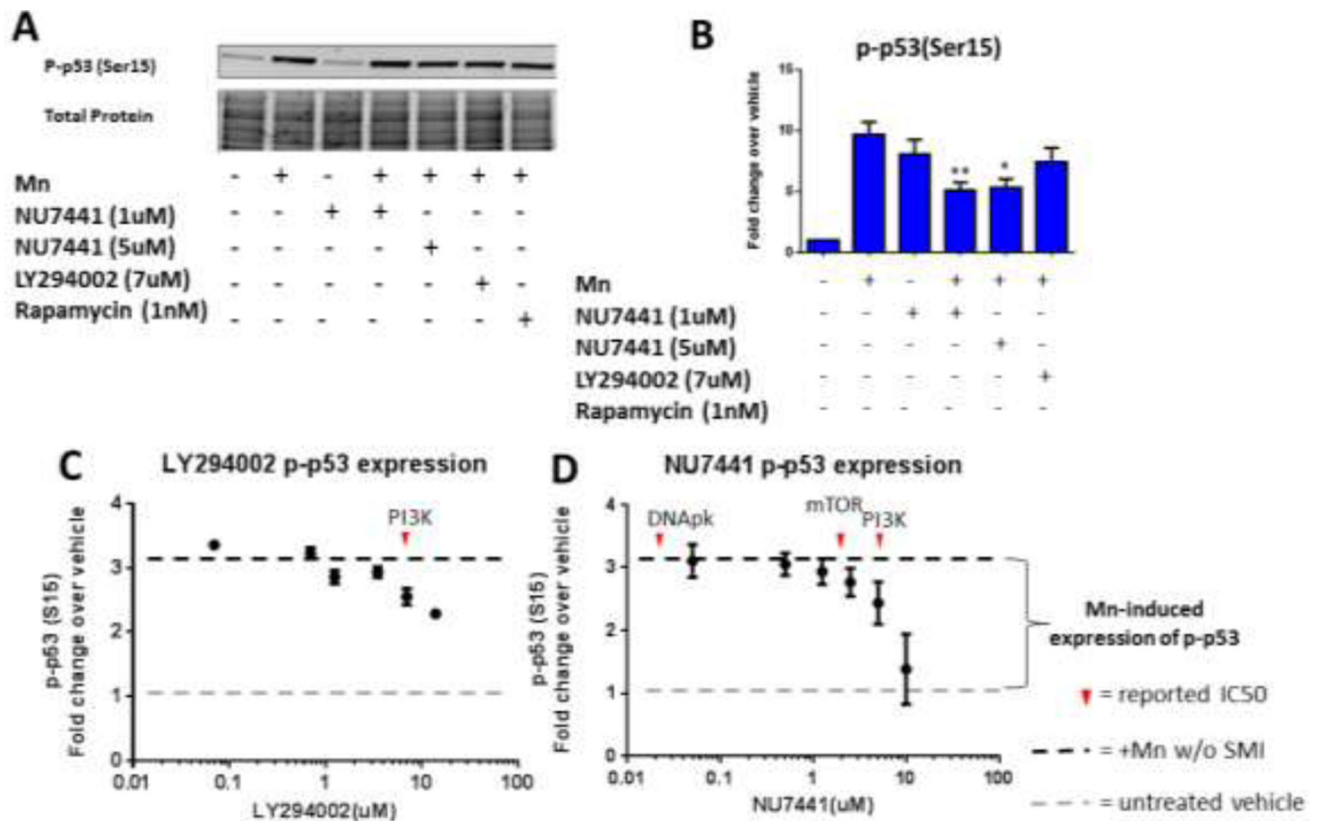 A
P-p53 (Ser15)
Total Protein
Mn - + - + + + +
NU7441 (1uM) - - + + - - -
NU7441 (5uM) - - - - + - -
LY294002 (7uM) - - - - - + -
Rapamycin (1nM) - - - - - - +
B
p-p53(Ser15)
Fold change over vehicle
15
10
5
0
** *
Mn - + - + + +
NU7441 (1uM) - - + + - -
NU7441 (5uM) - - - - + -
LY294002 (7uM) - - - - - +
Rapamycin (1nM) - - - - - -
C
LY294002 p-p53 expression
p-p53 (S15)
Fold change over vehicle
4
3
2
1
0
PI3K
0.01 0.1 1 10 100
LY294002(uM)
D
NU7441 p-p53 expression
p-p53 (S15)
Fold change over vehicle
4
3
2
1
0
DNApk mTOR PI3K
0.01 0.1 1 10 100
NU7441(uM)
Mn-induced
expression of p-p53
= reported IC50
= +Mn w/o SMI
= untreated vehicle